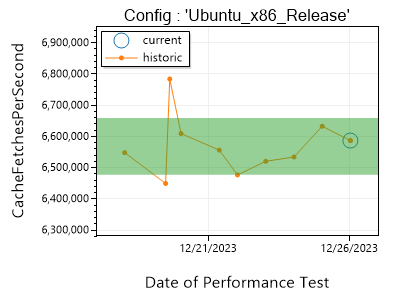 Config : 'Ubuntu_x86_Release'
current
historic
CacheFetchesPerSecond
6,900,000
6,800,000
6,700,000
6,600,000
6,500,000
6,400,000
6,300,000
12/21/2023
12/26/2023
Date of Performance Test